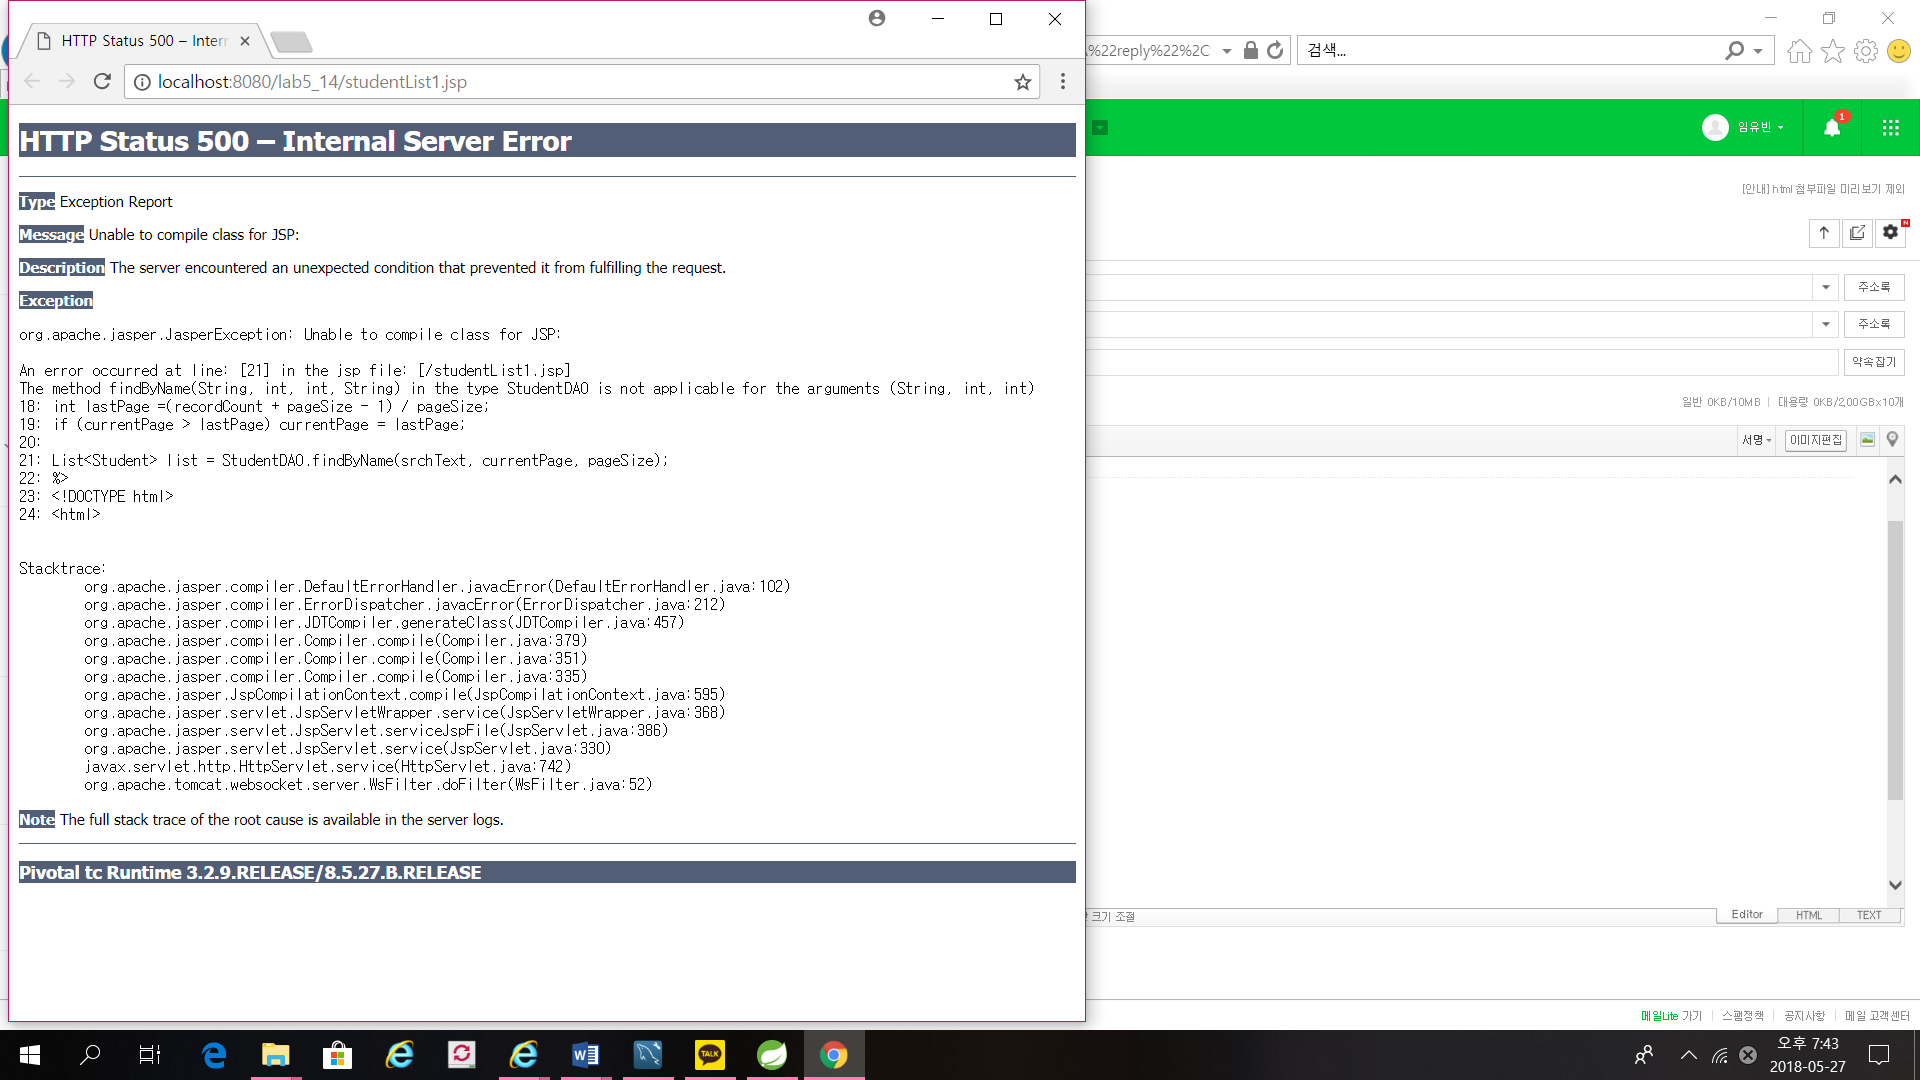 HTTP Status 500 – Intern
localhost:8080/lab5_14/studentList1.jsp
HTTP Status 500 – Internal Server Error
Type Exception Report
Message Unable to compile class for JSP:
Description The server encountered an unexpected condition that prevented it from fulfilling the request.
Exception
org.apache.jasper.JasperException: Unable to compile class for JSP:
An error occurred at line: [21] in the jsp file: [/studentList1.jsp]
The method findByName(String, int, int, String) in the type StudentDAO is not applicable for the arguments (String, int, int)
18: int lastPage =(recordCount + pageSize - 1) / pageSize;
19: if (currentPage > lastPage) currentPage = lastPage;
20:
21: List<Student> list = StudentDAO.findByName(srchText, currentPage, pageSize);
22: %>
23: <!DOCTYPE html>
24: <html>
Stacktrace:
org.apache.jasper.compiler.DefaultErrorHandler.javacError(DefaultErrorHandler.java:102)
org.apache.jasper.compiler.ErrorDispatcher.javacError(ErrorDispatcher.java:212)
org.apache.jasper.compiler.JDTCompiler.generateClass(JDTCompiler.java:457)
org.apache.jasper.compiler.Compiler.compile(Compiler.java:379)
org.apache.jasper.compiler.Compiler.compile(Compiler.java:351)
org.apache.jasper.compiler.Compiler.compile(Compiler.java:335)
org.apache.jasper.JspCompilationContext.compile(JspCompilationContext.java:595)
org.apache.jasper.servlet.JspServletWrapper.service(JspServletWrapper.java:368)
org.apache.jasper.servlet.JspServlet.serviceJspFile(JspServlet.java:386)
org.apache.jasper.servlet.JspServlet.service(JspServlet.java:330)
javax.servlet.http.HttpServlet.service(HttpServlet.java:742)
org.apache.tomcat.websocket.server.WsFilter.doFilter(WsFilter.java:52)
Note The full stack trace of the root cause is available in the server logs.
Pivotal tc Runtime 3.2.9.RELEASE/8.5.27.B.RELEASE
%22reply%22%2C
검색...
임유빈
1
[안내] html 첨부파일 미리보기 제외
N
주소록
주소록
약속잡기
일반 0KB/10MB | 대용량 0KB/2.00GBx10개
서명
이미지편집
크기 조절
Editor HTML TEXT
메일Lite 가기 | 스팸정책 | 공지사항 | 메일 고객센터
TALK
오후 7:43
2018-05-27